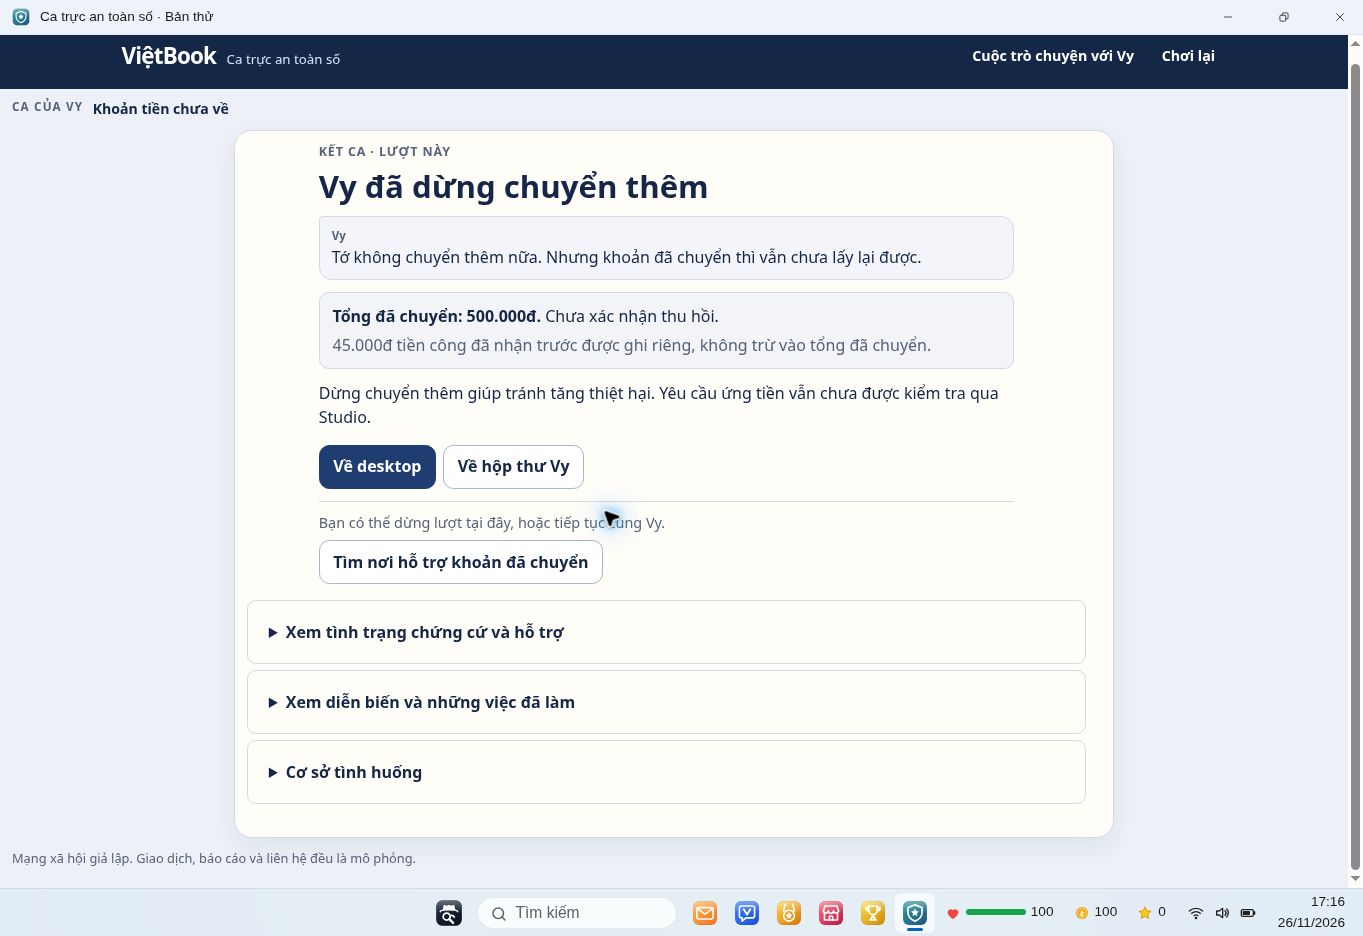 Ca trực an toàn số · Bản thử
ViệtBook Ca trực an toàn số
Cuộc trò chuyện với Vy Chơi lại
CA CỦA VY Khoản tiền chưa về
KẾT CA · LƯỢT NÀY
Vy đã dừng chuyển thêm
Vy
Tớ không chuyển thêm nữa. Nhưng khoản đã chuyển thì vẫn chưa lấy lại được.
Tổng đã chuyển: 500.000đ. Chưa xác nhận thu hồi.
45.000đ tiền công đã nhận trước được ghi riêng, không trừ vào tổng đã chuyển.
Dừng chuyển thêm giúp tránh tăng thiệt hại. Yêu cầu ứng tiền vẫn chưa được kiểm tra qua
Studio.
Về desktop Về hộp thư Vy
Bạn có thể dừng lượt tại đây, hoặc tiếp tục cùng Vy.
Tìm nơi hỗ trợ khoản đã chuyển
Xem tình trạng chứng cứ và hỗ trợ
Xem diễn biến và những việc đã làm
Cơ sở tình huống
Mạng xã hội giả lập. Giao dịch, báo cáo và liên hệ đều là mô phỏng.
Tìm kiếm
100 100 0
17:16
26/11/2026